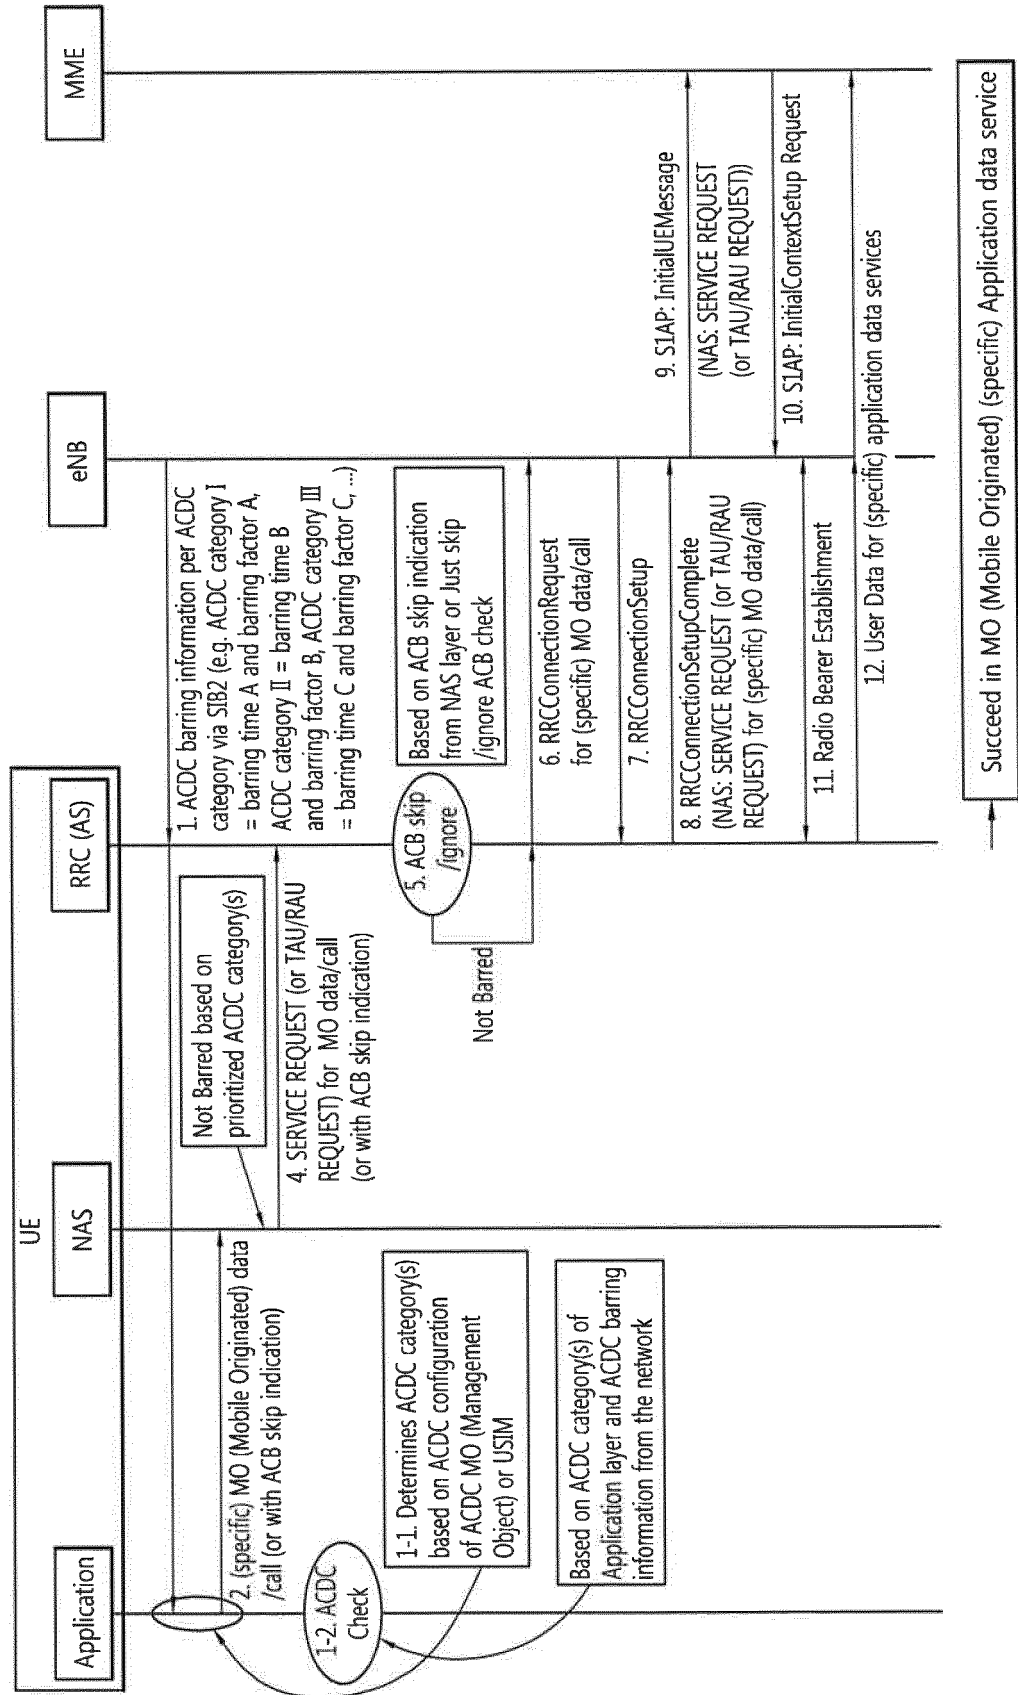 UE
Application
NAS
RRC (AS)
eNB
MME
1. ACDC barring information per ACDC
category via SIB2 (e.g. ACDC category I
= barring time A and barring factor A,
ACDC category II = barring time B
and barring factor B, ACDC category III
= barring time C and barring factor C, ...)
2. (specific) MO (Mobile Originated) data
/call (or with ACB skip indication)
Not Barred based on
prioritized ACDC category(s)
4. SERVICE REQUEST (or TAU/RAU
REQUEST) for MO data/call
(or with ACB skip indication)
1-2. ACDC
Check
1-1. Determines ACDC category(s)
based on ACDC configuration
of ACDC MO (Management
Object) or USIM
Based on ACDC category(s) of
Application layer and ACDC barring
information from the network
5. ACB skip
/ignore
Based on ACB skip indication
from NAS layer or Just skip
/ignore ACB check
Not Barred
6. RRCConnectionRequest
for (specific) MO data/call
7. RRCConnectionSetup
8. RRCConnectionSetupComplete
(NAS: SERVICE REQUEST (or TAU/RAU
REQUEST) for (specific) MO data/call)
9. S1AP: InitialUEMessage
(NAS: SERVICE REQUEST
(or TAU/RAU REQUEST))
10. S1AP: InitialContextSetup Request
11. Radio Bearer Establishment
12. User Data for (specific) application data services
Succeed in MO (Mobile Originated) (specific) Application data service